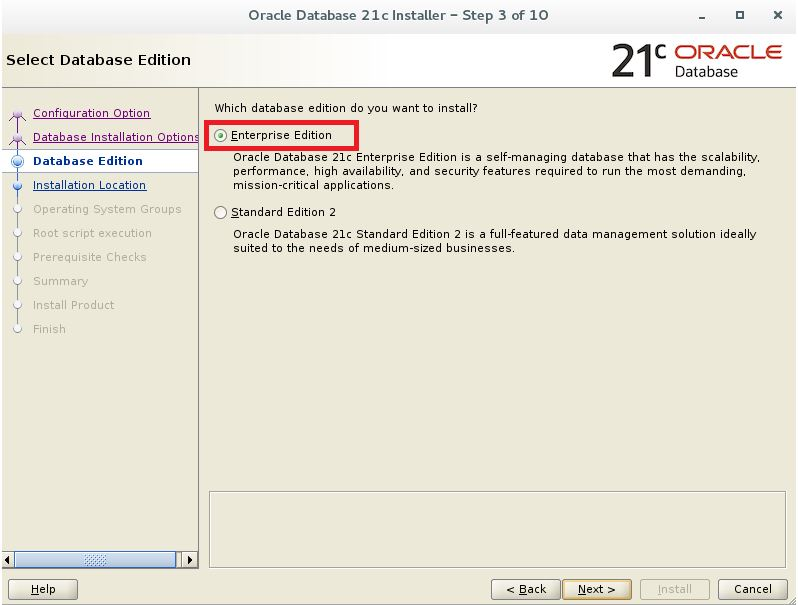 Oracle Database 21c Installer – Step 3 of 10
Select Database Edition
21c ORACLE
Database
Configuration Option
Database Installation Options
Database Edition
Installation Location
Operating System Groups
Root script execution
Prerequisite Checks
Summary
Install Product
Finish
Which database edition do you want to install?
Enterprise Edition
Oracle Database 21c Enterprise Edition is a self-managing database that has the scalability,
performance, high availability, and security features required to run the most demanding,
mission-critical applications.
Standard Edition 2
Oracle Database 21c Standard Edition 2 is a full-featured data management solution ideally
suited to the needs of medium-sized businesses.
Help
< Back
Next >
Install
Cancel